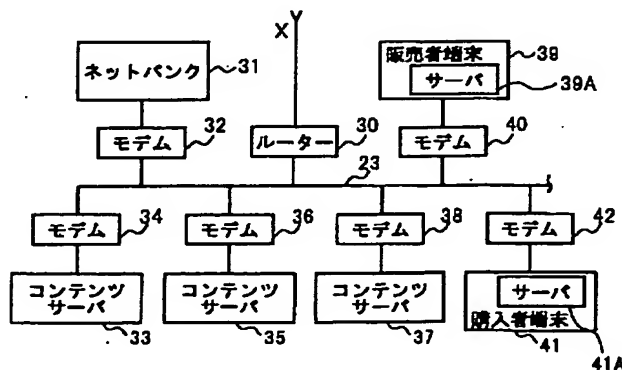 X
ネットバンク
31
販売者端末
39
サーバ
39A
モデム
32
ルーター
30
モデム
40
23
モデム
34
モデム
36
モデム
38
モデム
42
コンテンツ
サーバ
33
コンテンツ
サーバ
35
コンテンツ
サーバ
37
サーバ
購入者端末
41
41A